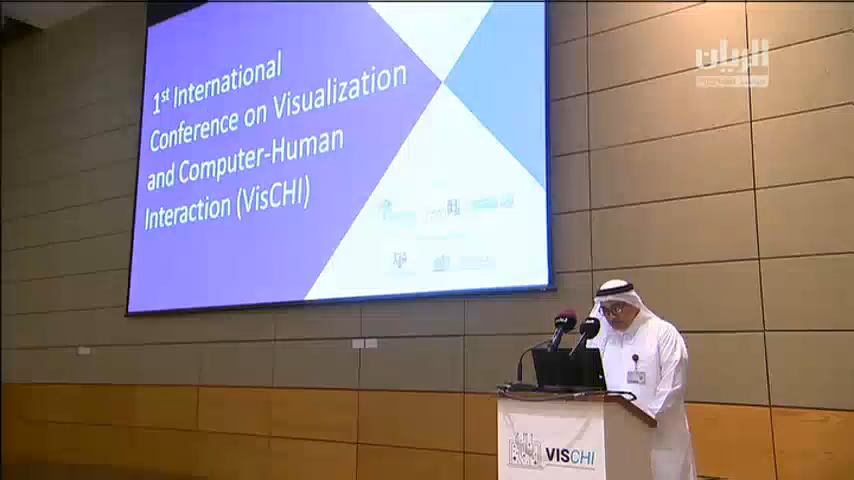 1st International
Conference on Visualization
and Computer-Human
Interaction (VisCHI)
الريان
VISCHI